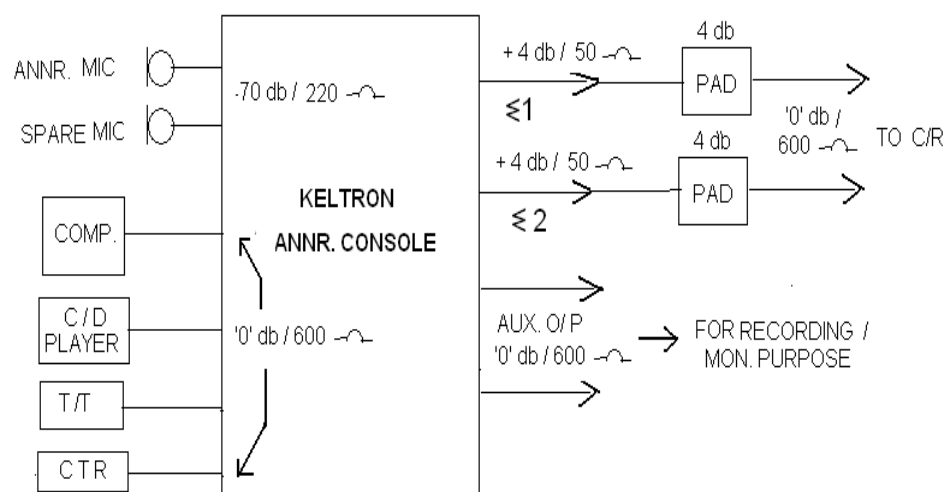 ANNR. MIC
SPARE MIC
COMP.
C/D
PLAYER
T/T
CTR
-70 db / 220 Ω
KELTRON
ANNR. CONSOLE
'0' db / 600 Ω
+ 4 db / 50 Ω
Σ1
4 db
PAD
+ 4 db / 50 Ω
Σ2
4 db
PAD
'0' db /
600 Ω
TO C/R
AUX. O/P
'0' db / 600 Ω
FOR RECORDING /
MON. PURPOSE